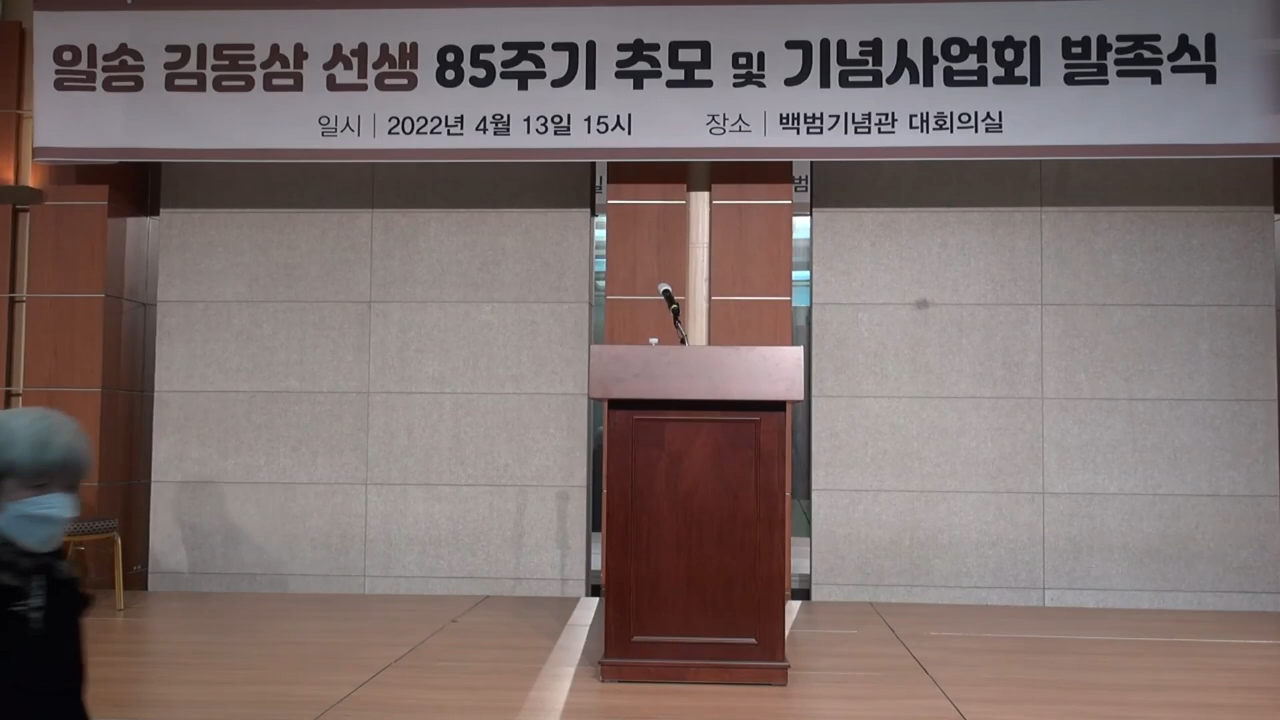 일송 김동삼 선생 85주기 추모 및 기념사업회 발족식
일시 | 2022년 4월 13일 15시 장소 | 백범기념관 대회의실
범